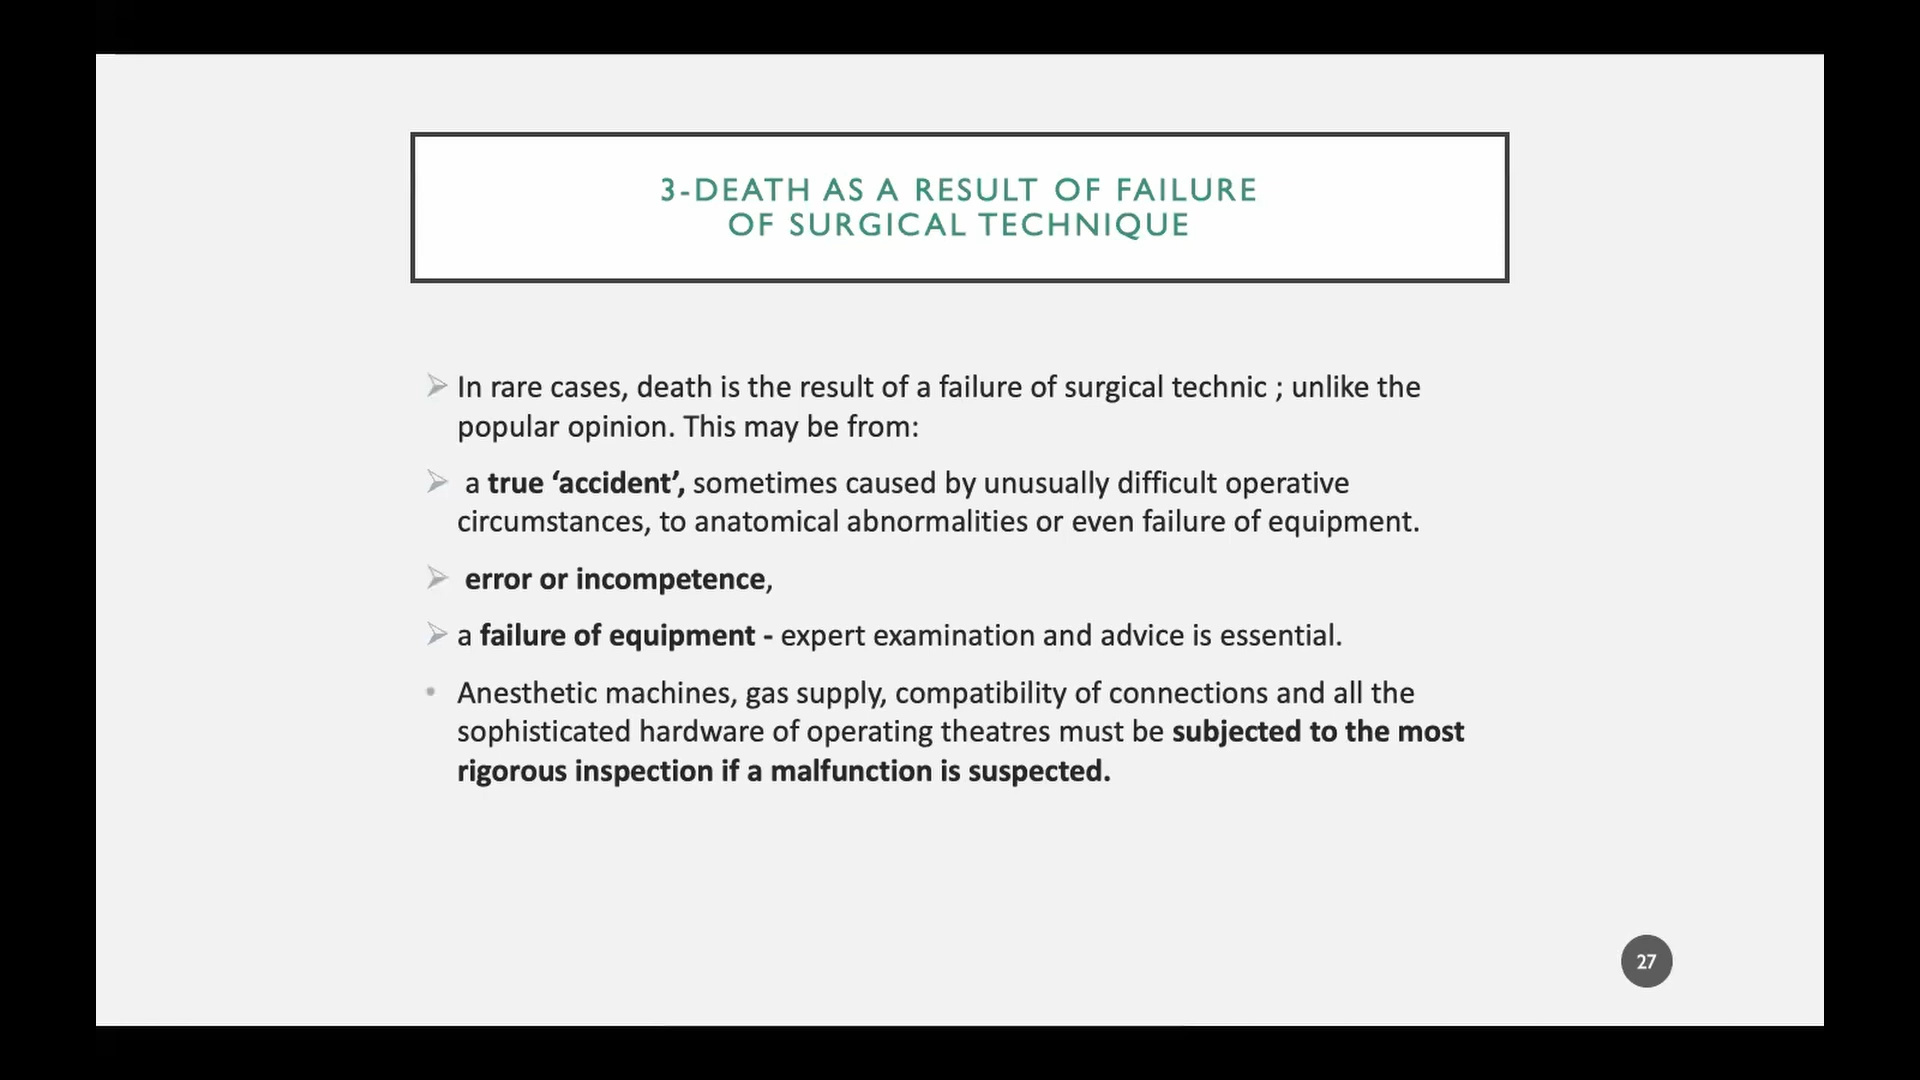 3-DEATH AS A RESULT OF FAILURE
OF SURGICAL TECHNIQUE
In rare cases, death is the result of a failure of surgical technic ; unlike the
popular opinion. This may be from:
a true ‘accident’, sometimes caused by unusually difficult operative
circumstances, to anatomical abnormalities or even failure of equipment.
error or incompetence,
a failure of equipment - expert examination and advice is essential.
Anesthetic machines, gas supply, compatibility of connections and all the
sophisticated hardware of operating theatres must be subjected to the most
rigorous inspection if a malfunction is suspected.
27